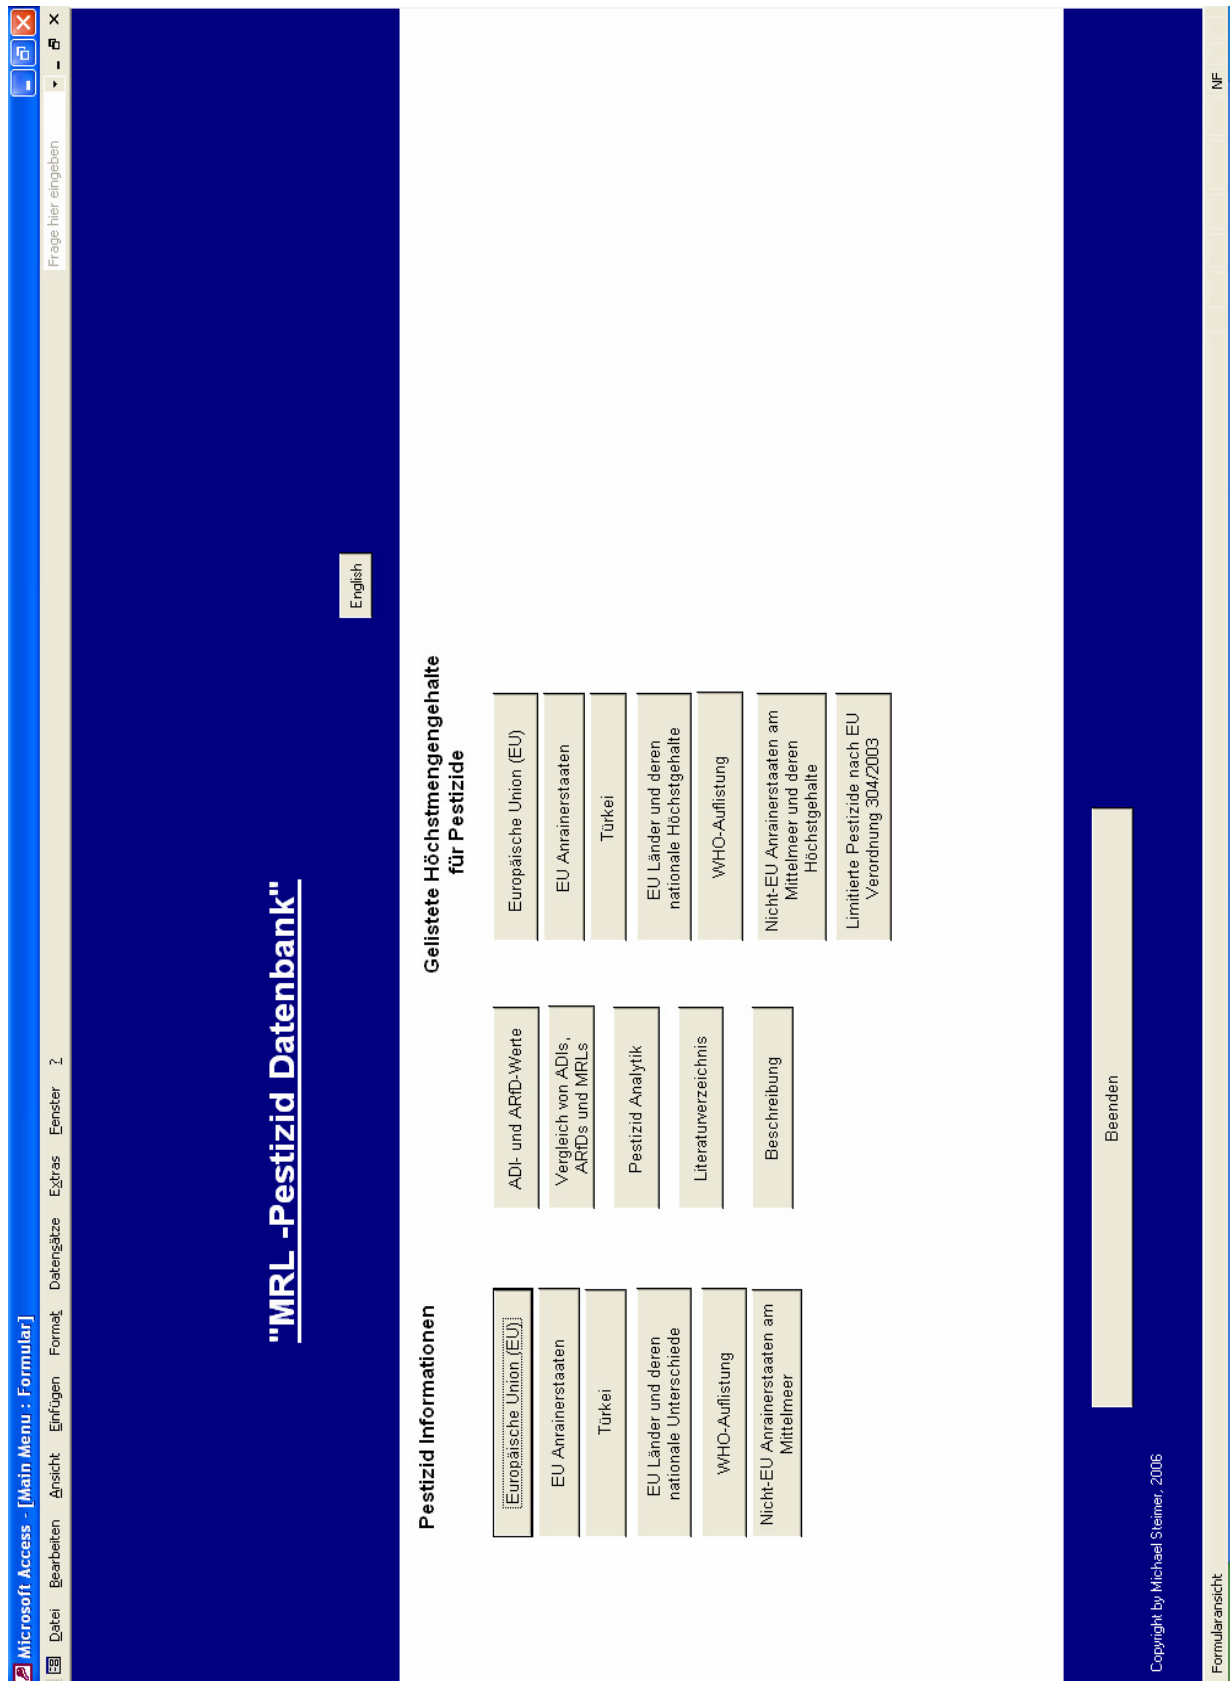 Microsoft Access - [Main Menu : Formular]
Datei Bearbeiten Ansicht Einfügen Format Datensätze Extras Fenster ?
Frage hier eingeben
"MRL -Pestizid Datenbank"
English
Pestizid Informationen
Europäische Union (EU)
EU Anrainerstaaten
Türkei
EU Länder und deren
nationale Unterschiede
WHO-Auflistung
Nicht-EU Anrainerstaaten am
Mittelmeer
ADI- und ARfD-Werte
Vergleich von ADIs,
ARfDs und MRLs
Pestizid Analytik
Literaturverzeichnis
Beschreibung
Gelistete Höchstmengengehalte
für Pestizide
Europäische Union (EU)
EU Anrainerstaaten
Türkei
EU Länder und deren
nationale Höchstgehalte
WHO-Auflistung
Nicht-EU Anrainerstaaten am
Mittelmeer und deren
Höchstgehalte
Limitierte Pestizide nach EU
Verordnung 304/2003
Beenden
Copyright by Michael Steimer, 2006
Formularansicht
NF